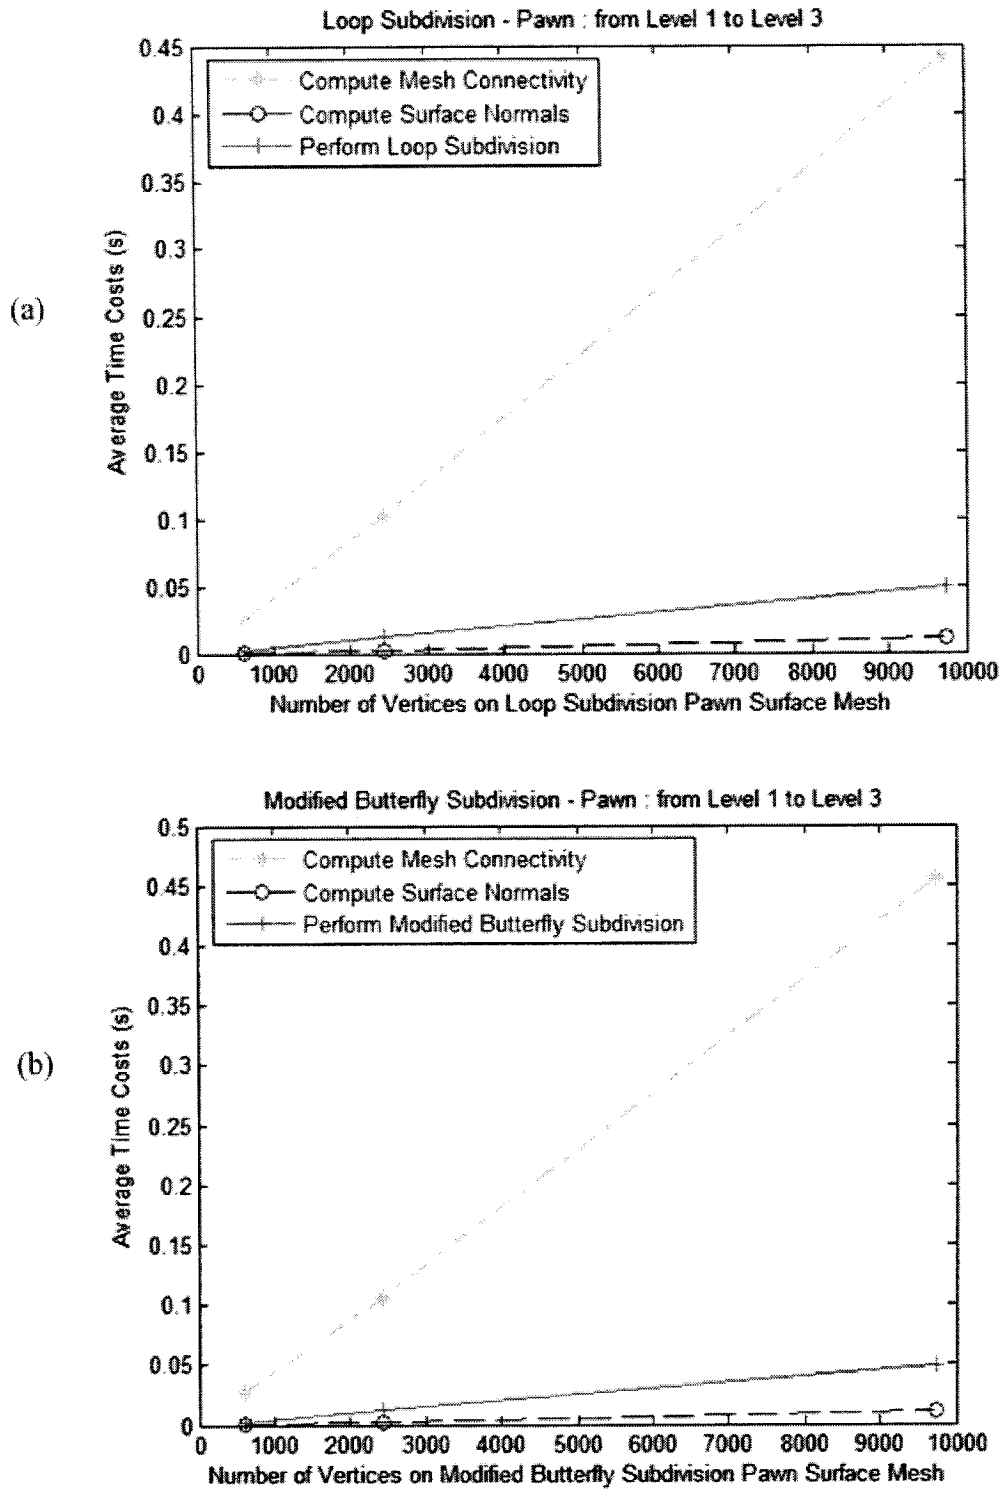 Loop Subdivision - Pawn : from Level 1 to Level 3
0.45
0.4
0.35
0.3
0.25
0.2
0.15
0.1
0.05
0
Compute Mesh Connectivity
Compute Surface Normals
Perform Loop Subdivision
Average Time Costs (s)
(a)
0 1000 2000 3000 4000 5000 6000 7000 8000 9000 10000
Number of Vertices on Loop Subdivision Pawn Surface Mesh
Modified Butterfly Subdivision - Pawn : from Level 1 to Level 3
0.5
0.45
0.4
0.35
0.3
0.25
0.2
0.15
0.1
0.05
0
Compute Mesh Connectivity
Compute Surface Normals
Perform Modified Butterfly Subdivision
Average Time Costs (s)
(b)
0 1000 2000 3000 4000 5000 6000 7000 8000 9000 10000
Number of Vertices on Modified Butterfly Subdivision Pawn Surface Mesh